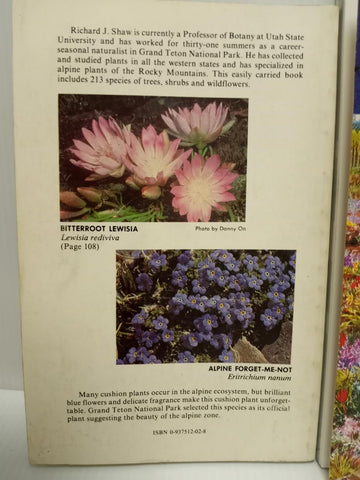 Richard J. Shaw is currently a Professor of Botany at Utah State
University and has worked for thirty-one summers as a career-
seasonal naturalist in Grand Teton National Park. He has collected
and studied plants in all the western states and has specialized in
alpine plants of the Rocky Mountains. This easily carried book
includes 213 species of trees, shrubs and wildflowers.
BITTERROOT LEWISIA
Photo by Danny On
Lewisia rediviva
(Page 108)
ALPINE FORGET-ME-NOT
Eritrichium nanum
Many cushion plants occur in the alpine ecosystem, but brilliant
blue flowers and delicate fragrance make this cushion plant unforget-
table. Grand Teton National Park selected this species as its official
plant suggesting the beauty of the alpine zone.
ISBN 0-937512-02-8